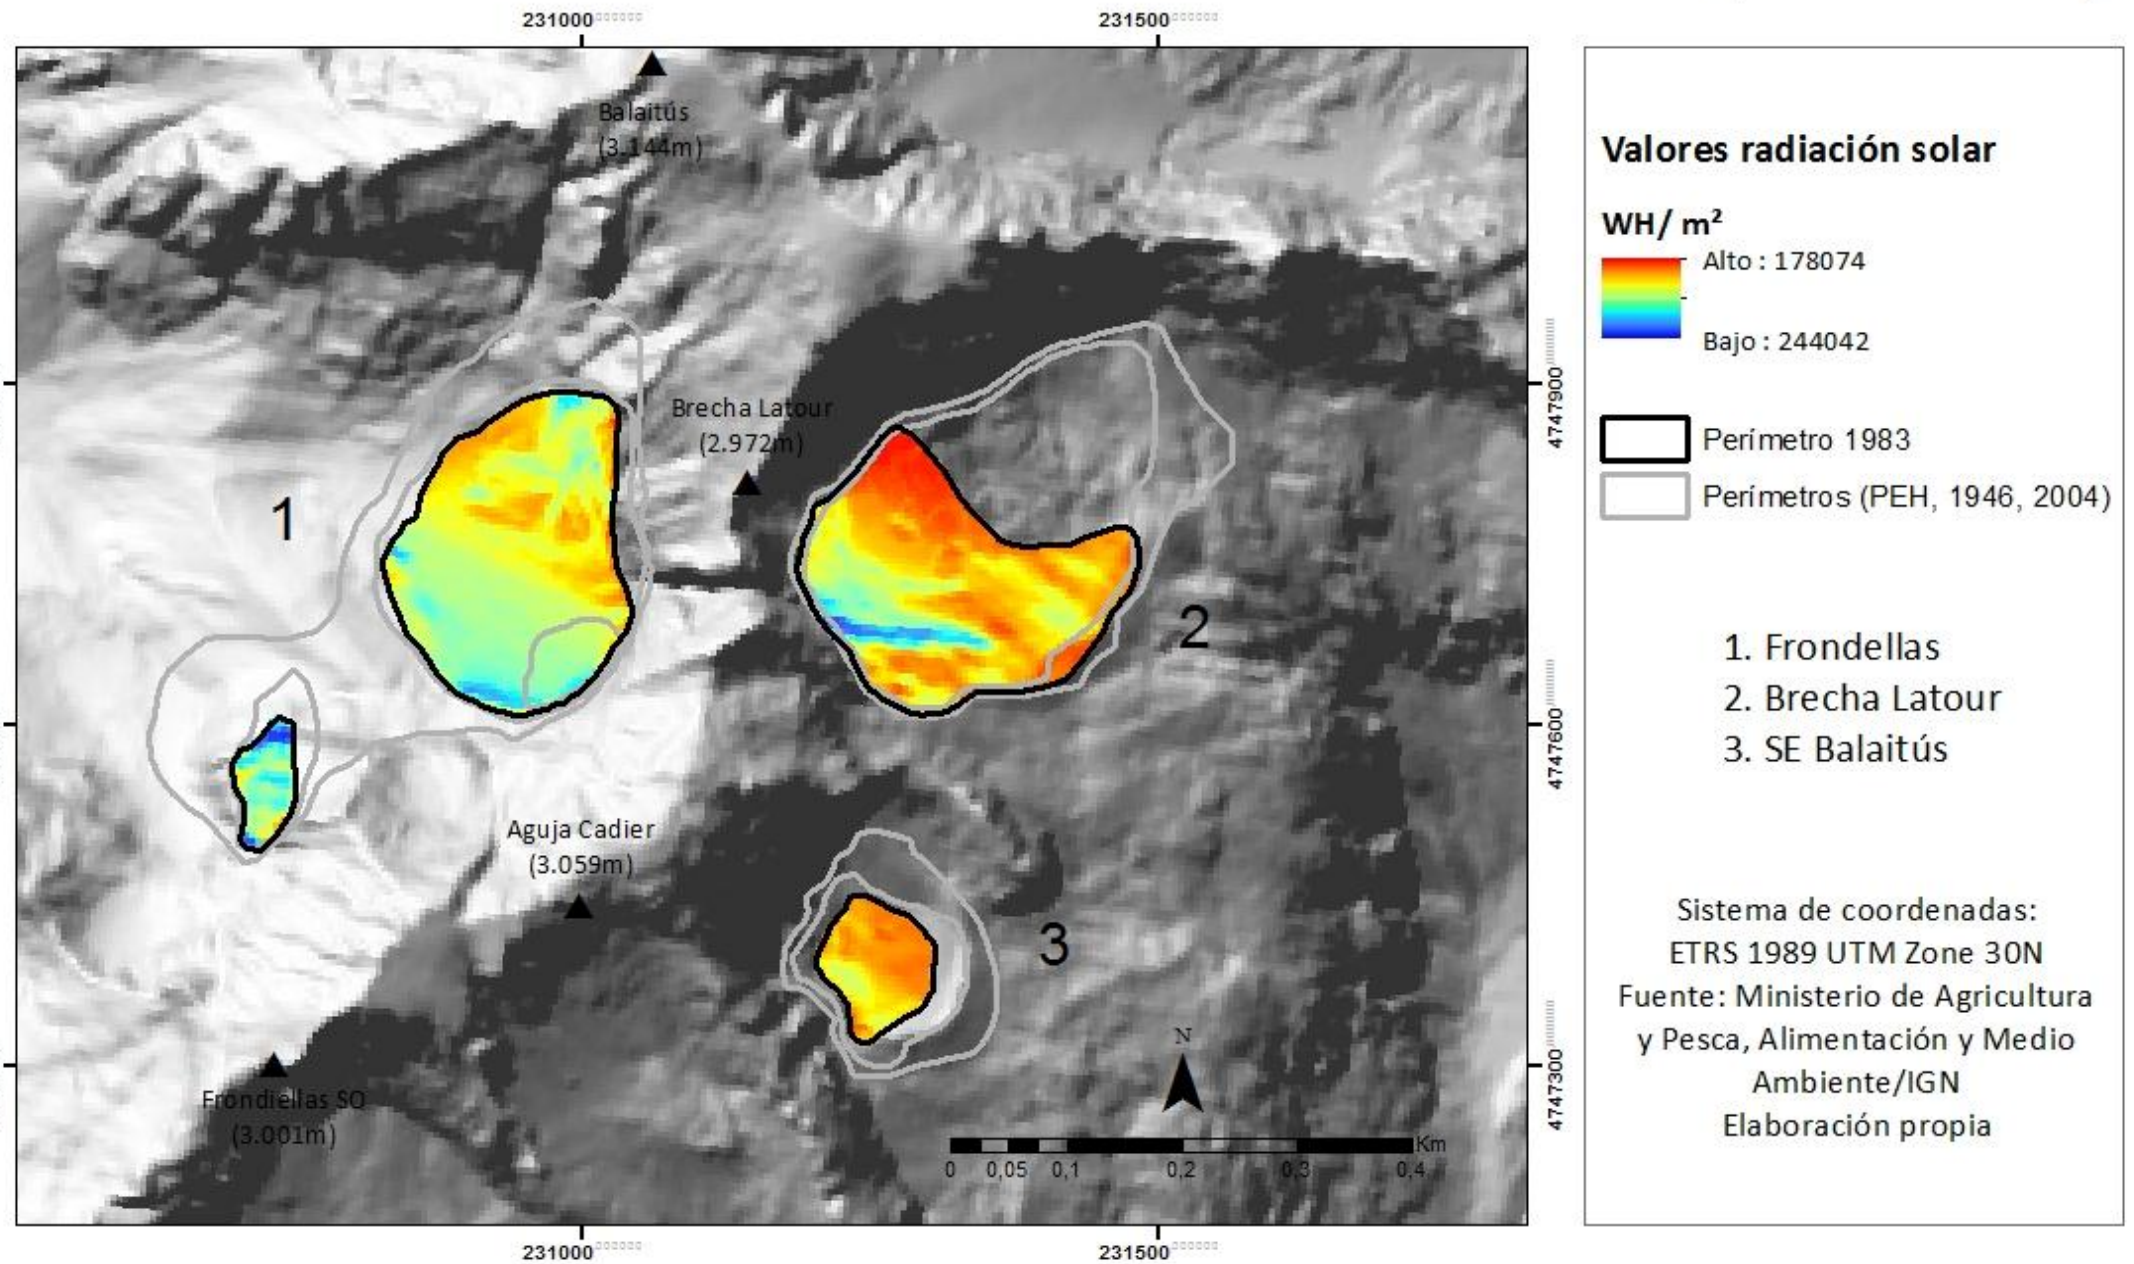 231000
231500
Balaitús
(3.144m)
Brecha Latour
(2.972m)
1
2
Aguja Cadier
(3.059m)
3
Frondiellas SO
(3.001m)
N
Km
0 0,05 0,1 0,2 0,3 0,4
4747900
4747600
4747300
231000
231500
Valores radiación solar
WH/ m²
Alto : 178074
Bajo : 244042
Perímetro 1983
Perímetros (PEH, 1946, 2004)
1. Frondellas
2. Brecha Latour
3. SE Balaitús
Sistema de coordenadas:
ETRS 1989 UTM Zone 30N
Fuente: Ministerio de Agricultura
y Pesca, Alimentación y Medio
Ambiente/IGN
Elaboración propia